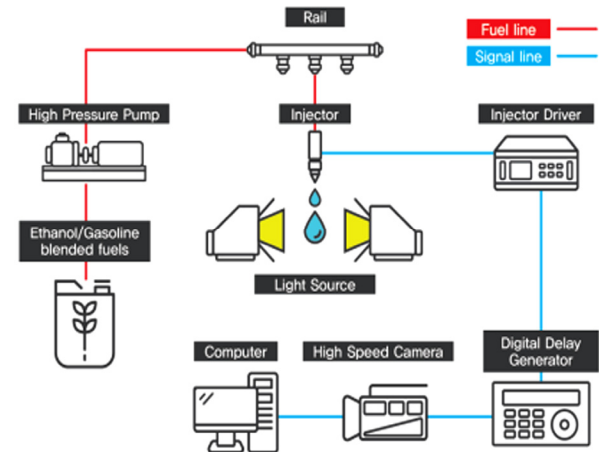 Rail
Fuel line
Signal line
High Pressure Pump
Injector
Injector Driver
Ethanol/Gasoline
blended fuels
Light Source
Computer
High Speed Camera
Digital Delay
Generator